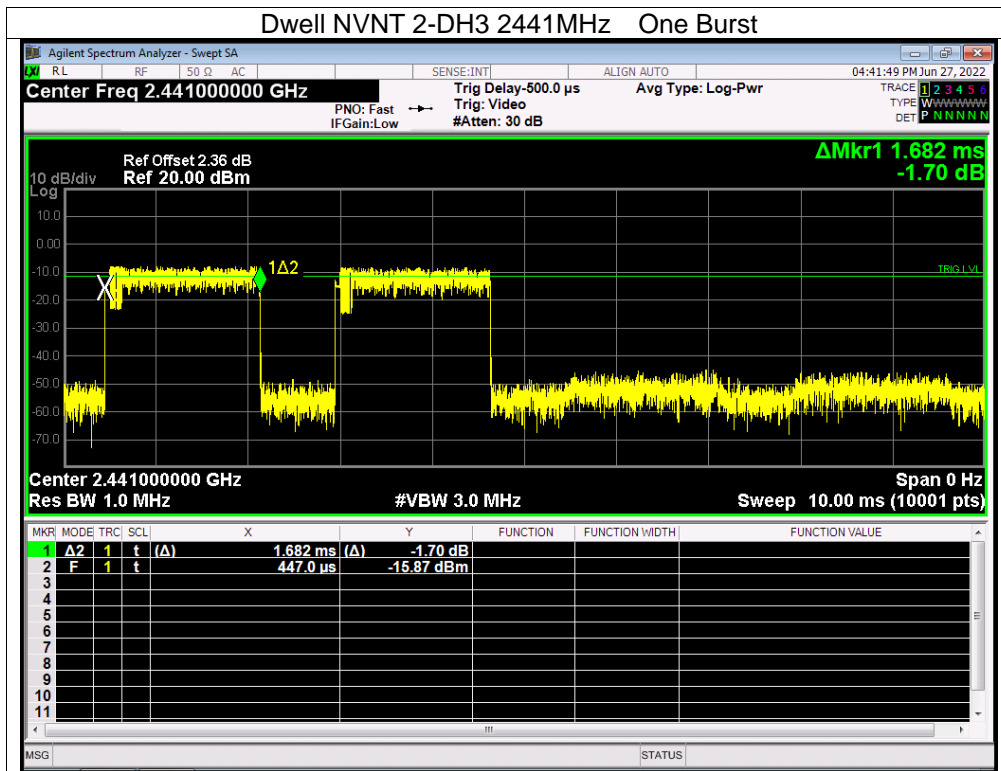 Dwell NVNT 2-DH3 2441MHz One Burst
Agilent Spectrum Analyzer - Swept SA
LXI RL RF 50 Ω AC SENSE:INT ALIGN AUTO 04:41:49 PM Jun 27, 2022
Center Freq 2.441000000 GHz
PNO: Fast
IFGain:Low
Trig Delay-500.0 µs
Trig: Video
#Atten: 30 dB
Avg Type: Log-Pwr
TRACE 1 2 3 4 5 6
TYPE WWWWWW
DET P N N N N N
ΔMkr1 1.682 ms
-1.70 dB
Ref Offset 2.36 dB
10 dB/div Ref 20.00 dBm
Log
10.0
0.00
-10.0
-20.0
-30.0
-40.0
-50.0
-60.0
-70.0
X
1Δ2
TRIG LVL
Center 2.441000000 GHz Span 0 Hz
Res BW 1.0 MHz #VBW 3.0 MHz Sweep 10.00 ms (10001 pts)
MKR MODE TRC SCL X Y FUNCTION FUNCTION WIDTH FUNCTION VALUE
1 Δ2 1 t (Δ) 1.682 ms (Δ) -1.70 dB
2 F 1 t 447.0 µs -15.87 dBm
3
4
5
6
7
8
9
10
11
MSG STATUS